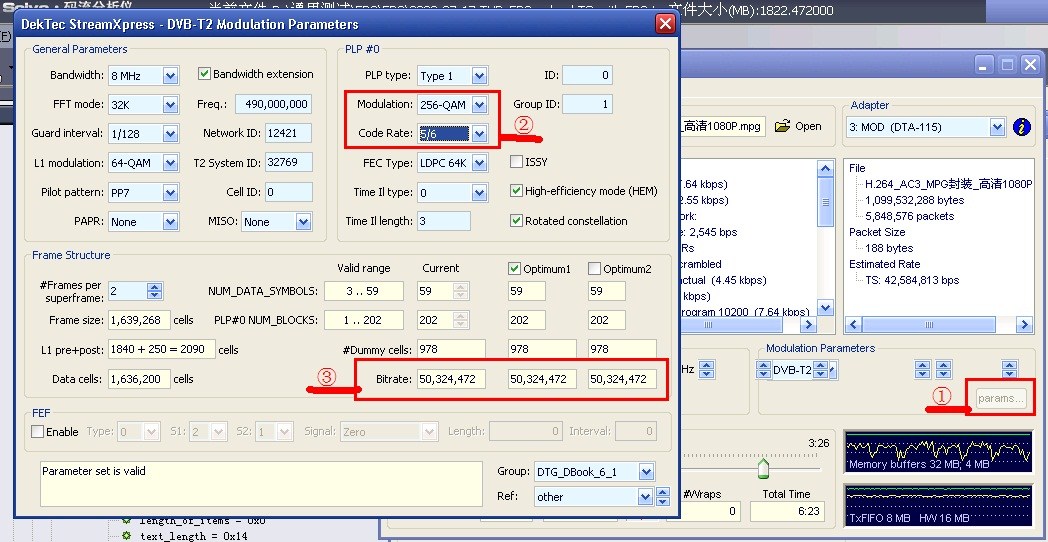 当前文件
文件大小(MB):1822.472000
DekTec StreamXpress - DVB-T2 Modulation Parameters
General Parameters
Bandwidth: 8 MHz
Bandwidth extension
FFT mode: 32K
Freq.: 490,000,000
Guard interval: 1/128
Network ID: 12421
L1 modulation: 64-QAM
T2 System ID: 32769
Pilot pattern: PP7
Cell ID: 0
PAPR: None
MISO: None
PLP #0
PLP type: Type 1
ID: 0
Modulation: 256-QAM
Group ID: 1
Code Rate: 5/6
②
FEC Type: LDPC 64K
ISSY
Time Il type: 0
High-efficiency mode (HEM)
Time Il length: 3
Rotated constellation
Frame Structure
Valid range
Current
Optimum1
Optimum2
#Frames per superframe: 2
NUM_DATA_SYMBOLS: 3 .. 59 59 59 59
Frame size: 1,639,268 cells
PLP#0 NUM_BLOCKS: 1 .. 202 202 202 202
L1 pre+post: 1840 + 250 = 2090 cells
#Dummy cells: 978 978 978
Data cells: 1,636,200 cells
③
Bitrate: 50,324,472 50,324,472 50,324,472
FEF
Enable Type: 0 S1: 2 S2: 1 Signal: Zero Length: 0 Interval: 0
Parameter set is valid
Group: DTG_DBook_6_1
Ref: other
length_of_items = 0x0
text_length = 0x14
高清1080P.mpg
Open
Adapter
3: MOD (DTA-115)
7.64 kbps)
2.55 kbps)
ork:
e: 2,545 bps
Rs
crambled
actual (4.45 kbps)
(kbps)
rogram 10200 (7.64 kbps)
File
H.264_AC3_MPG封装_高清1080P
1,099,532,288 bytes
5,848,576 packets
Packet Size
188 bytes
Estimated Rate
TS: 42,584,813 bps
Hz
Modulation Parameters
DVB-T2
①
params...
3:26
#Wraps
0
Total Time
6:23
Memory buffers 32 MB; 4 MB
TxFIFO 8 MB HW 16 MB